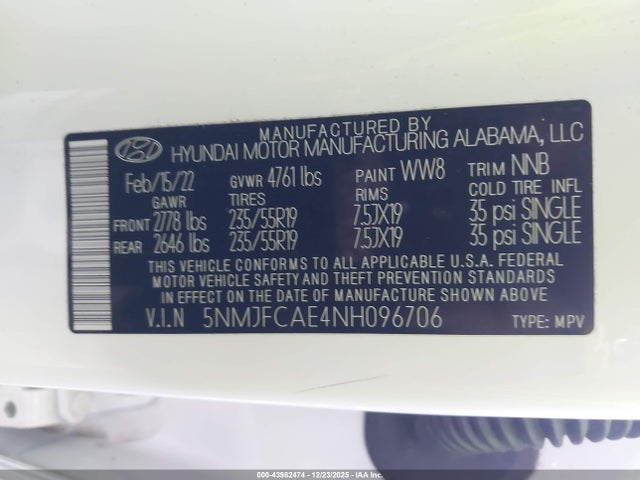 MANUFACTURED BY
HYUNDAI MOTOR MANUFACTURING ALABAMA, LLC
Feb/15/22 GVWR 4761 lbs PAINT WW8 TRIM NNB
GAWR TIRES RIMS COLD TIRE INFL
FRONT 2778 lbs 235/55R19 7.5JX19 35 psi SINGLE
REAR 2646 lbs 235/55R19 7.5JX19 35 psi SINGLE
THIS VEHICLE CONFORMS TO ALL APPLICABLE U.S.A. FEDERAL
MOTOR VEHICLE SAFETY AND THEFT PREVENTION STANDARDS
IN EFFECT ON THE DATE OF MANUFACTURE SHOWN ABOVE.
V.I.N 5NMJFCAE4NH096706 TYPE: MPV
000-43982474 | 12/23/2025 | IAA Inc.